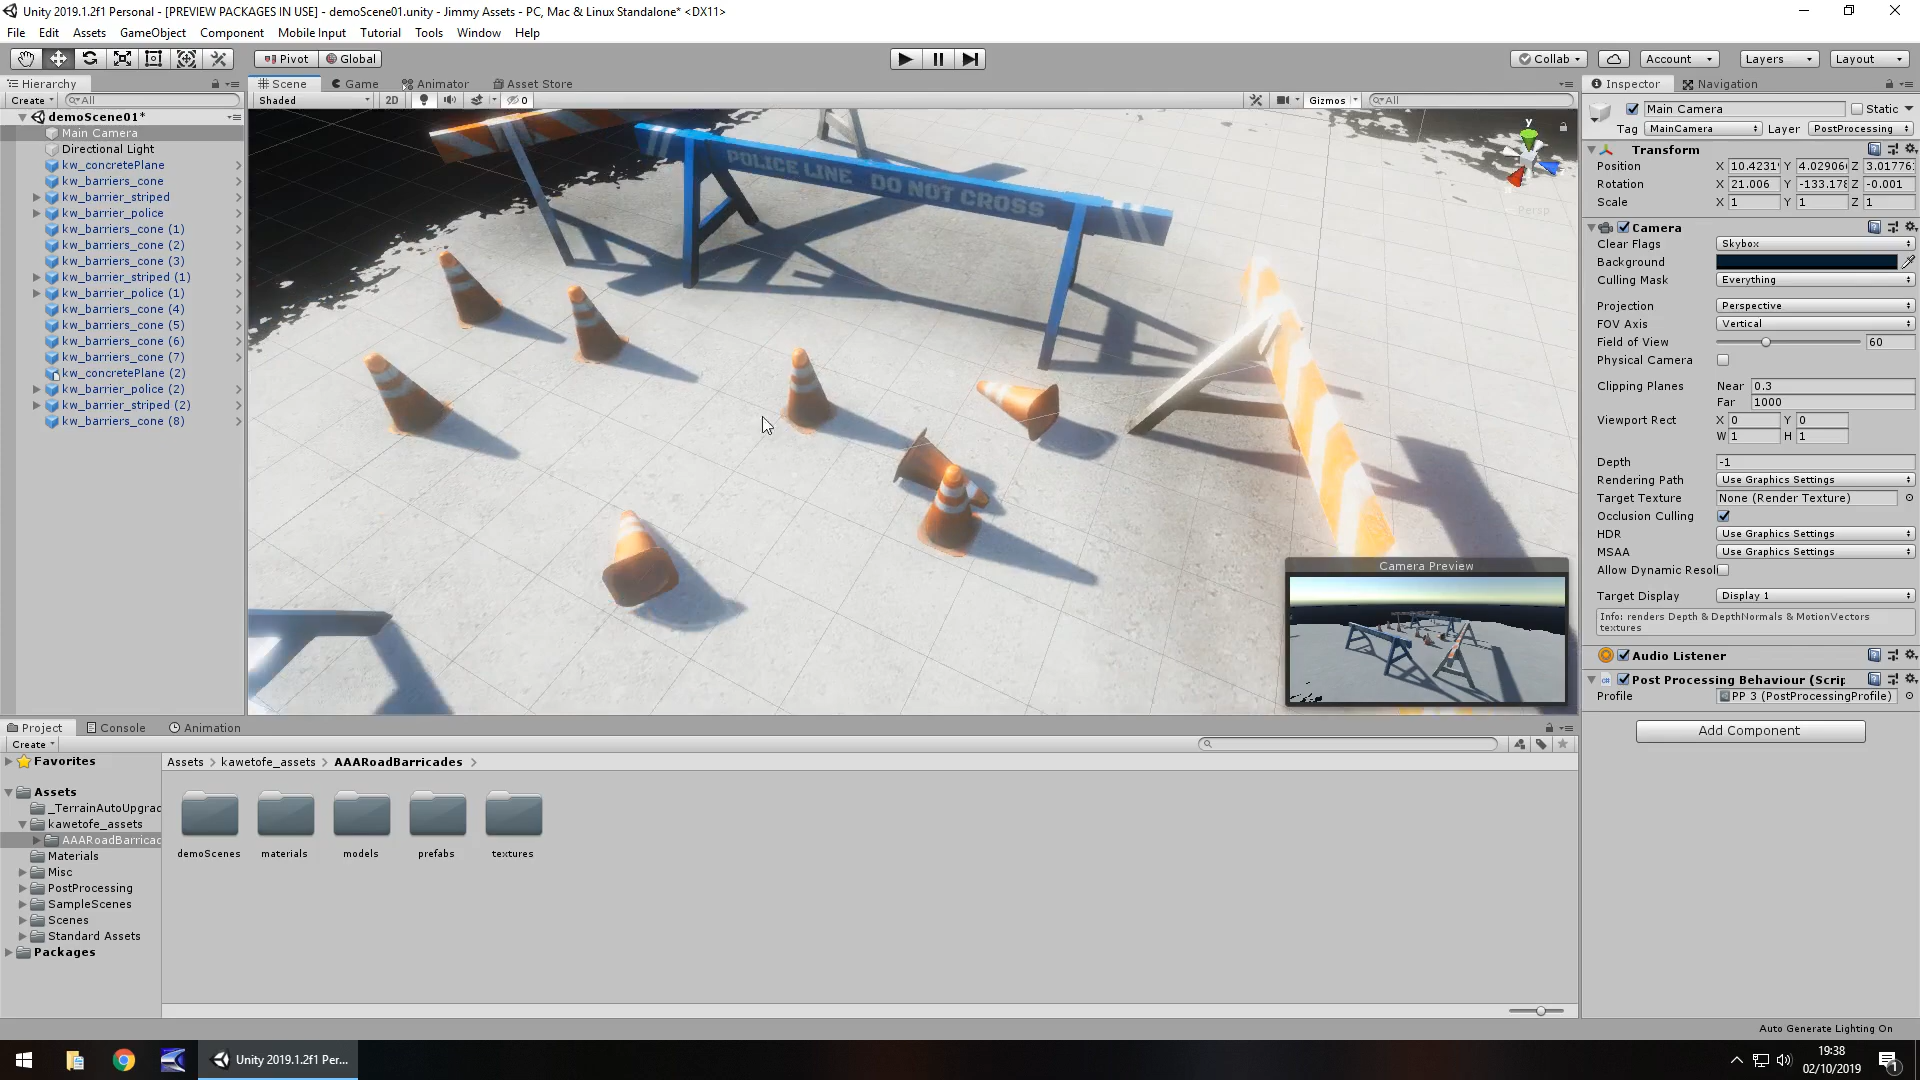 Unity 2019.1.2f1 Personal - [PREVIEW PACKAGES IN USE] - demoScene01.unity - Jimmy Assets - PC, Mac & Linux Standalone* <DX11>
File Edit Assets GameObject Component Mobile Input Tutorial Tools Window Help
Pivot Global Collab Account Layers Layout
Hierarchy Scene Game Animator Asset Store Inspector Navigation
Create All Shaded 2D 0 Gizmos All
demoScene01*
Main Camera
Directional Light
kw_concretePlane
kw_barriers_cone
kw_barrier_striped
kw_barrier_police
kw_barriers_cone (1)
kw_barriers_cone (2)
kw_barriers_cone (3)
kw_barrier_striped (1)
kw_barrier_police (1)
kw_barriers_cone (4)
kw_barriers_cone (5)
kw_barriers_cone (6)
kw_barriers_cone (7)
kw_concretePlane (2)
kw_barrier_police (2)
kw_barrier_striped (2)
kw_barriers_cone (8)
POLICE LINE DO NOT CROSS
y
Persp
Camera Preview
Main Camera Static
Tag MainCamera Layer PostProcessing
Transform
Position X 10.4231 Y 4.0290 Z 3.01776
Rotation X 21.006 Y -133.178 Z -0.001
Scale X 1 Y 1 Z 1
Camera
Clear Flags Skybox
Background
Culling Mask Everything
Projection Perspective
FOV Axis Vertical
Field of View 60
Physical Camera
Clipping Planes Near 0.3
Far 1000
Viewport Rect X 0 Y 0
W 1 H 1
Depth -1
Rendering Path Use Graphics Settings
Target Texture None (Render Texture)
Occlusion Culling
HDR Use Graphics Settings
MSAA Use Graphics Settings
Allow Dynamic Resol
Target Display Display 1
Info: renders Depth & DepthNormals & MotionVectors
textures
Audio Listener
Post Processing Behaviour (Scrip
Profile PP 3 (PostProcessingProfile)
Add Component
Project Console Animation
Create
Favorites
Assets
_TerrainAutoUpgrad
kawetofe_assets
AAARoadBarricad
Materials
Misc
PostProcessing
SampleScenes
Scenes
Standard Assets
Packages
Assets kawetofe_assets AAARoadBarricades
demoScenes materials models prefabs textures
Auto Generate Lighting On
Unity 2019.1.2f1 Per...
19:38
02/10/2019
1